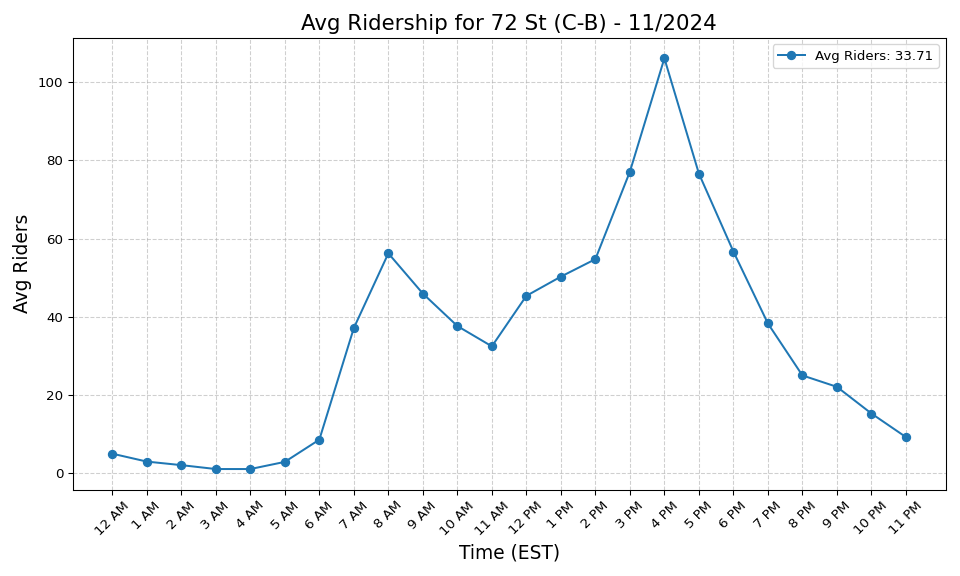 Avg Ridership for 72 St (C-B) - 11/2024
Avg Riders: 33.71
Avg Riders
100
80
60
40
20
0
12 AM
1 AM
2 AM
3 AM
4 AM
5 AM
6 AM
7 AM
8 AM
9 AM
10 AM
11 AM
12 PM
1 PM
2 PM
3 PM
4 PM
5 PM
6 PM
7 PM
8 PM
9 PM
10 PM
11 PM
Time (EST)